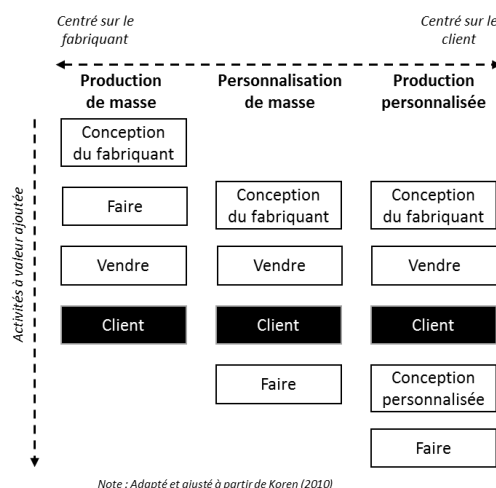 Centré sur le
fabriquant
Centré sur le
client
Production
de masse
Personnalisation
de masse
Production
personnalisée
Activités à valeur ajoutée
Conception
du fabriquant
Faire
Vendre
Client
Conception
du fabriquant
Vendre
Client
Faire
Conception
du fabriquant
Vendre
Client
Conception
personnalisée
Faire
Note : Adapté et ajusté à partir de Koren (2010)